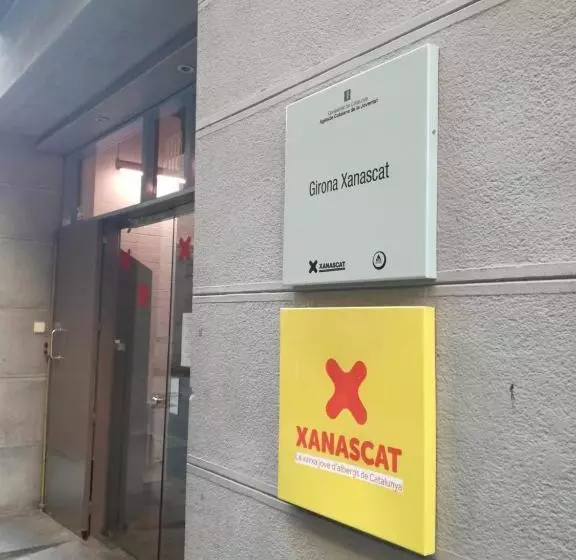 Generalitat de Catalunya
Agència Catalana de la Joventut
Girona Xanascat
XANASCAT
XANASCAT
La xarxa jove d'albergs de Catalunya